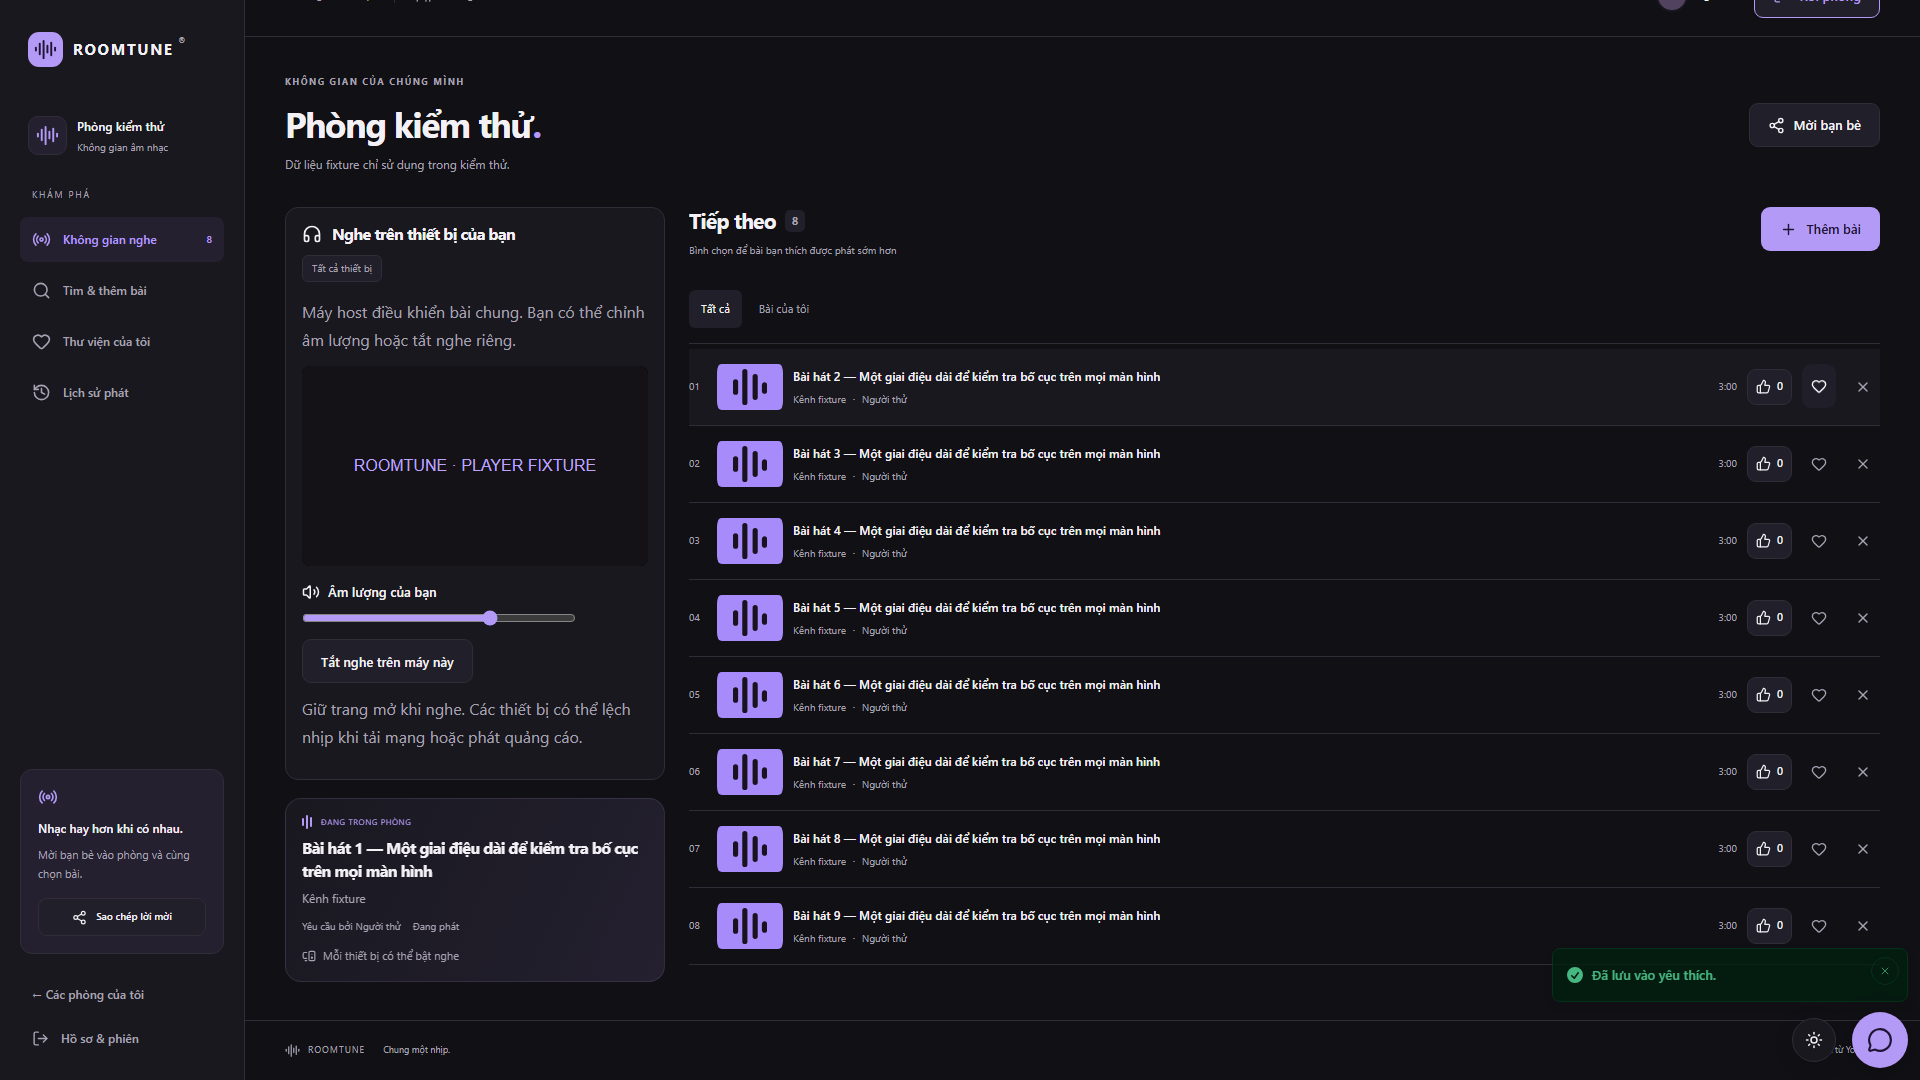 ROOMTUNE ®
Phòng kiểm thử
Không gian âm nhạc
KHÁM PHÁ
Không gian nghe 8
Tìm & thêm bài
Thư viện của tôi
Lịch sử phát
Nhạc hay hơn khi có nhau.
Mời bạn bè vào phòng và cùng
chọn bài.
Sao chép lời mời
← Các phòng của tôi
Hồ sơ & phiên
KHÔNG GIAN CỦA CHÚNG MÌNH
Phòng kiểm thử.
Dữ liệu fixture chỉ sử dụng trong kiểm thử.
Mời bạn bè
Nghe trên thiết bị của bạn
Tất cả thiết bị
Máy host điều khiển bài chung. Bạn có thể chỉnh
âm lượng hoặc tắt nghe riêng.
ROOMTUNE · PLAYER FIXTURE
Âm lượng của bạn
Tắt nghe trên máy này
Giữ trang mở khi nghe. Các thiết bị có thể lệch
nhịp khi tải mạng hoặc phát quảng cáo.
ĐANG TRONG PHÒNG
Bài hát 1 — Một giai điệu dài để kiểm tra bố cục
trên mọi màn hình
Kênh fixture
Yêu cầu bởi Người thử Đang phát
Mỗi thiết bị có thể bật nghe
Tiếp theo 8
Bình chọn để bài bạn thích được phát sớm hơn
Thêm bài
Tất cả Bài của tôi
01 Bài hát 2 — Một giai điệu dài để kiểm tra bố cục trên mọi màn hình 3:00 0
Kênh fixture · Người thử
02 Bài hát 3 — Một giai điệu dài để kiểm tra bố cục trên mọi màn hình 3:00 0
Kênh fixture · Người thử
03 Bài hát 4 — Một giai điệu dài để kiểm tra bố cục trên mọi màn hình 3:00 0
Kênh fixture · Người thử
04 Bài hát 5 — Một giai điệu dài để kiểm tra bố cục trên mọi màn hình 3:00 0
Kênh fixture · Người thử
05 Bài hát 6 — Một giai điệu dài để kiểm tra bố cục trên mọi màn hình 3:00 0
Kênh fixture · Người thử
06 Bài hát 7 — Một giai điệu dài để kiểm tra bố cục trên mọi màn hình 3:00 0
Kênh fixture · Người thử
07 Bài hát 8 — Một giai điệu dài để kiểm tra bố cục trên mọi màn hình 3:00 0
Kênh fixture · Người thử
08 Bài hát 9 — Một giai điệu dài để kiểm tra bố cục trên mọi màn hình 3:00 0
Kênh fixture · Người thử
Đã lưu vào yêu thích.
ROOMTUNE Chung một nhịp.
từ